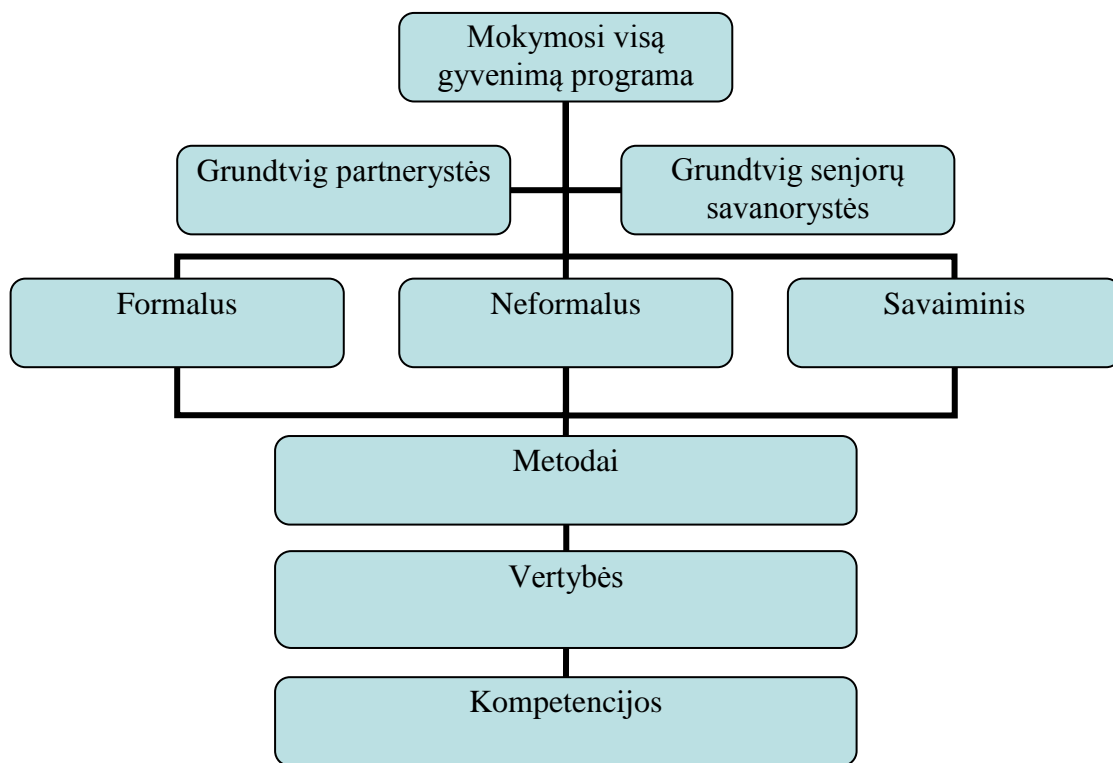 Mokymosi visą
gyvenimą programa
Grundtvig partnerystės
Grundtvig senjorų
savanorystės
Formalus
Neformalus
Savaiminis
Metodai
Vertybės
Kompetencijos